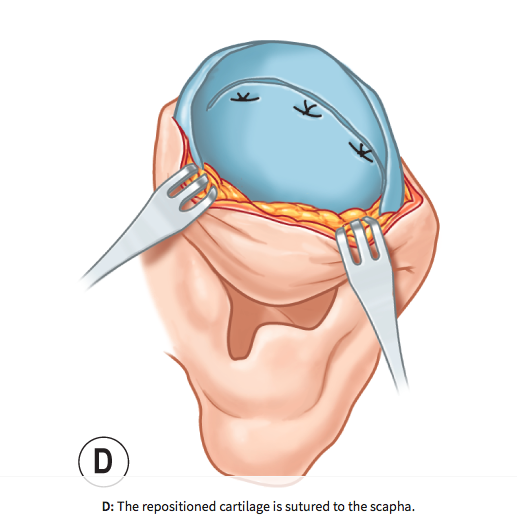 D
D: The repositioned cartilage is sutured to the scapha.